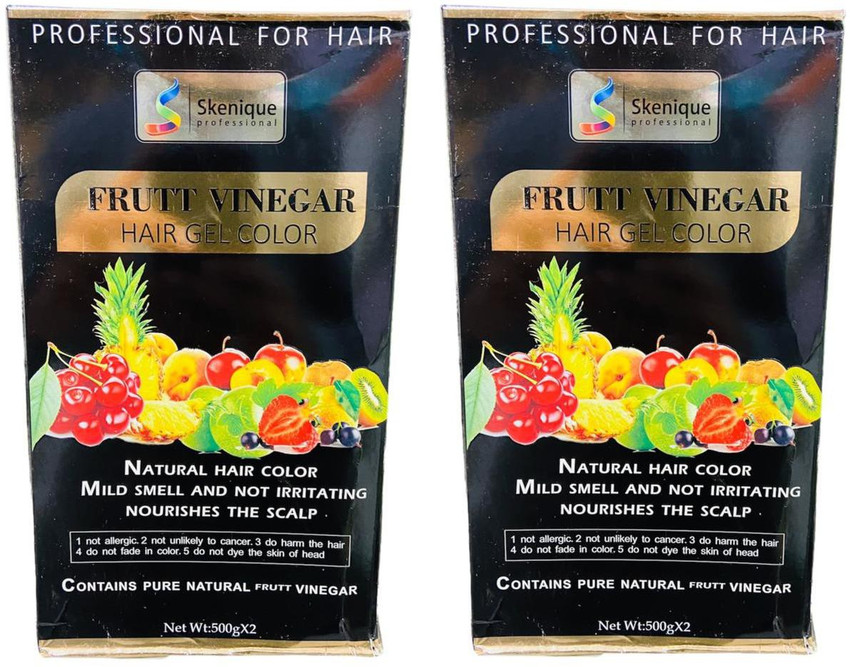 PROFESSIONAL FOR HAIR
Skenique
professional
FRUTT VINEGAR
HAIR GEL COLOR
NATURAL HAIR COLOR
MILD SMELL AND NOT IRRITATING
NOURISHES THE SCALP .
1 not allergic. 2 not unlikely to cancer. 3 do harm the hair
4 do not fade in color. 5 do not dye the skin of head
CONTAINS PURE NATURAL FRUTT VINEGAR
Net Wt:500gX2
PROFESSIONAL FOR HAIR
Skenique
professional
FRUTT VINEGAR
HAIR GEL COLOR
NATURAL HAIR COLOR
MILD SMELL AND NOT IRRITATING
NOURISHES THE SCALP .
1 not allergic. 2 not unlikely to cancer. 3 do harm the hair
4 do not fade in color. 5 do not dye the skin of head
CONTAINS PURE NATURAL FRUTT VINEGAR
Net Wt:500gX2